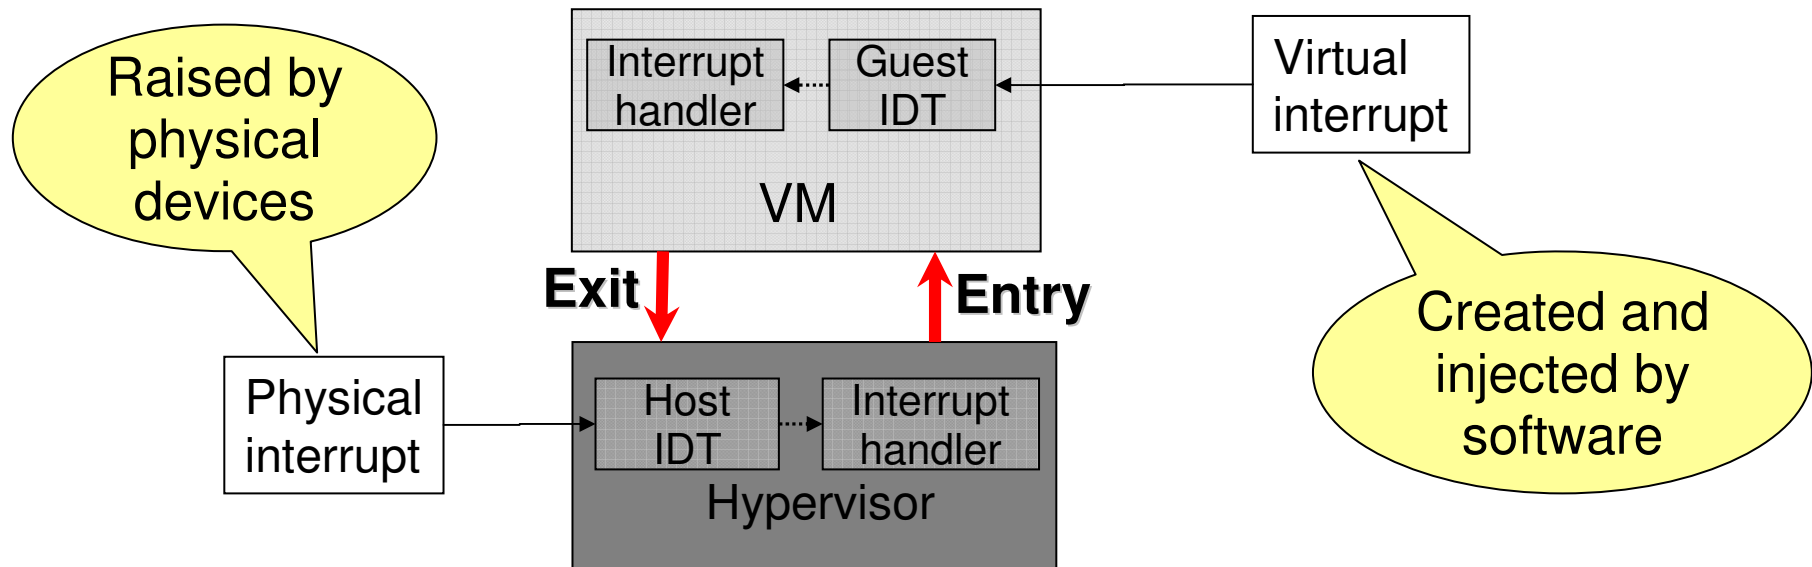 Raised by
physical
devices
Interrupt
handler
Guest
IDT
VM
Virtual
interrupt
Exit
Entry
Created and
injected by
software
Physical
interrupt
Host
IDT
Interrupt
handler
Hypervisor